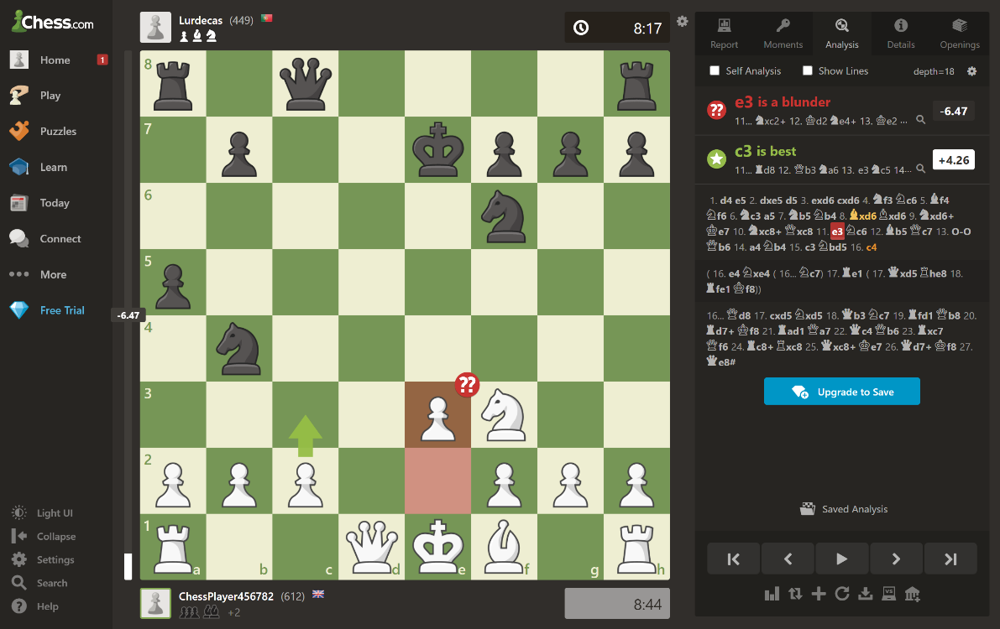 Chess.com
Home 1
Play
Puzzles
Learn
Today
Connect
More
Free Trial
Light UI
Collapse
Settings
Search
Help
Lurdecas (449)
8:17
-6.47
8
7
6
5
4
3
2
1
a b c d e f g h
??
ChessPlayer456782 (612)
+2
8:44
Report Moments Analysis Details Openings
Self Analysis Show Lines depth=18
?? e3 is a blunder -6.47
11... ♞xc2+ 12. ♔d2 ♞e4+ 13. ♔e2 ...
c3 is best +4.26
11... ♜d8 12. ♕b3 ♞a6 13. e3 ♞c5 14...
1. d4 e5 2. dxe5 d5 3. exd6 cxd6 4. ♞f3 ♘c6 5. ♝f4
♘f6 6. ♞c3 a5 7. ♞b5 ♘b4 8. ♝xd6 ♗xd6 9. ♞xd6+
♔e7 10. ♞xc8+ ♕xc8 11. e3 ♘c6 12. ♝b5 ♕c7 13. O-O
♕b6 14. a4 ♘b4 15. c3 ♘bd5 16. c4
( 16. e4 ♘xe4 ( 16... ♘c7) 17. ♜e1 ( 17. ♛xd5 ♖he8 18.
♜fe1 ♔f8))
16... ♕d8 17. cxd5 ♘xd5 18. ♛b3 ♘c7 19. ♜fd1 ♕b8 20.
♜d7+ ♔f8 21. ♜ad1 ♕a7 22. ♛c4 ♕b6 23. ♜xc7
♕f6 24. ♜c8+ ♖xc8 25. ♛xc8+ ♔e7 26. ♛d7+ ♔f8 27.
♛e8#
Upgrade to Save
Saved Analysis
VS